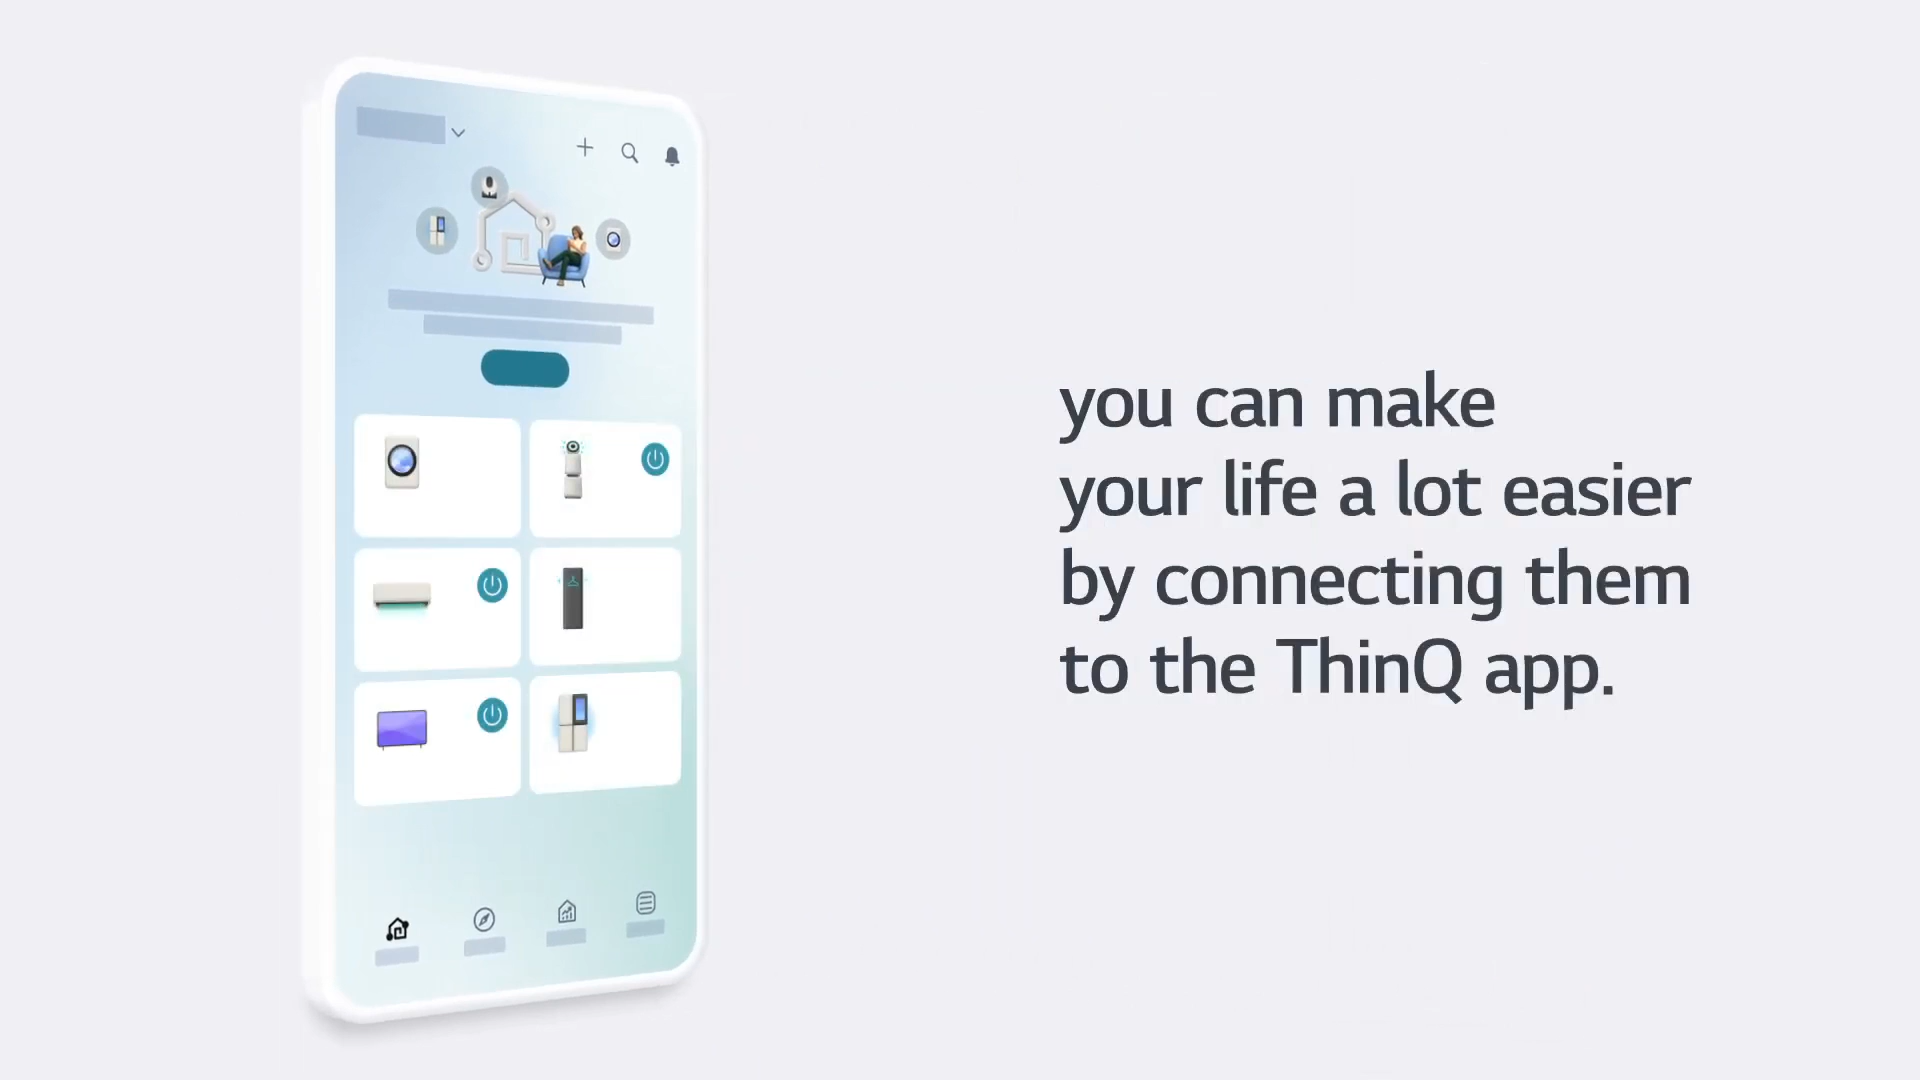 you can make
your life a lot easier
by connecting them
to the ThinQ app.